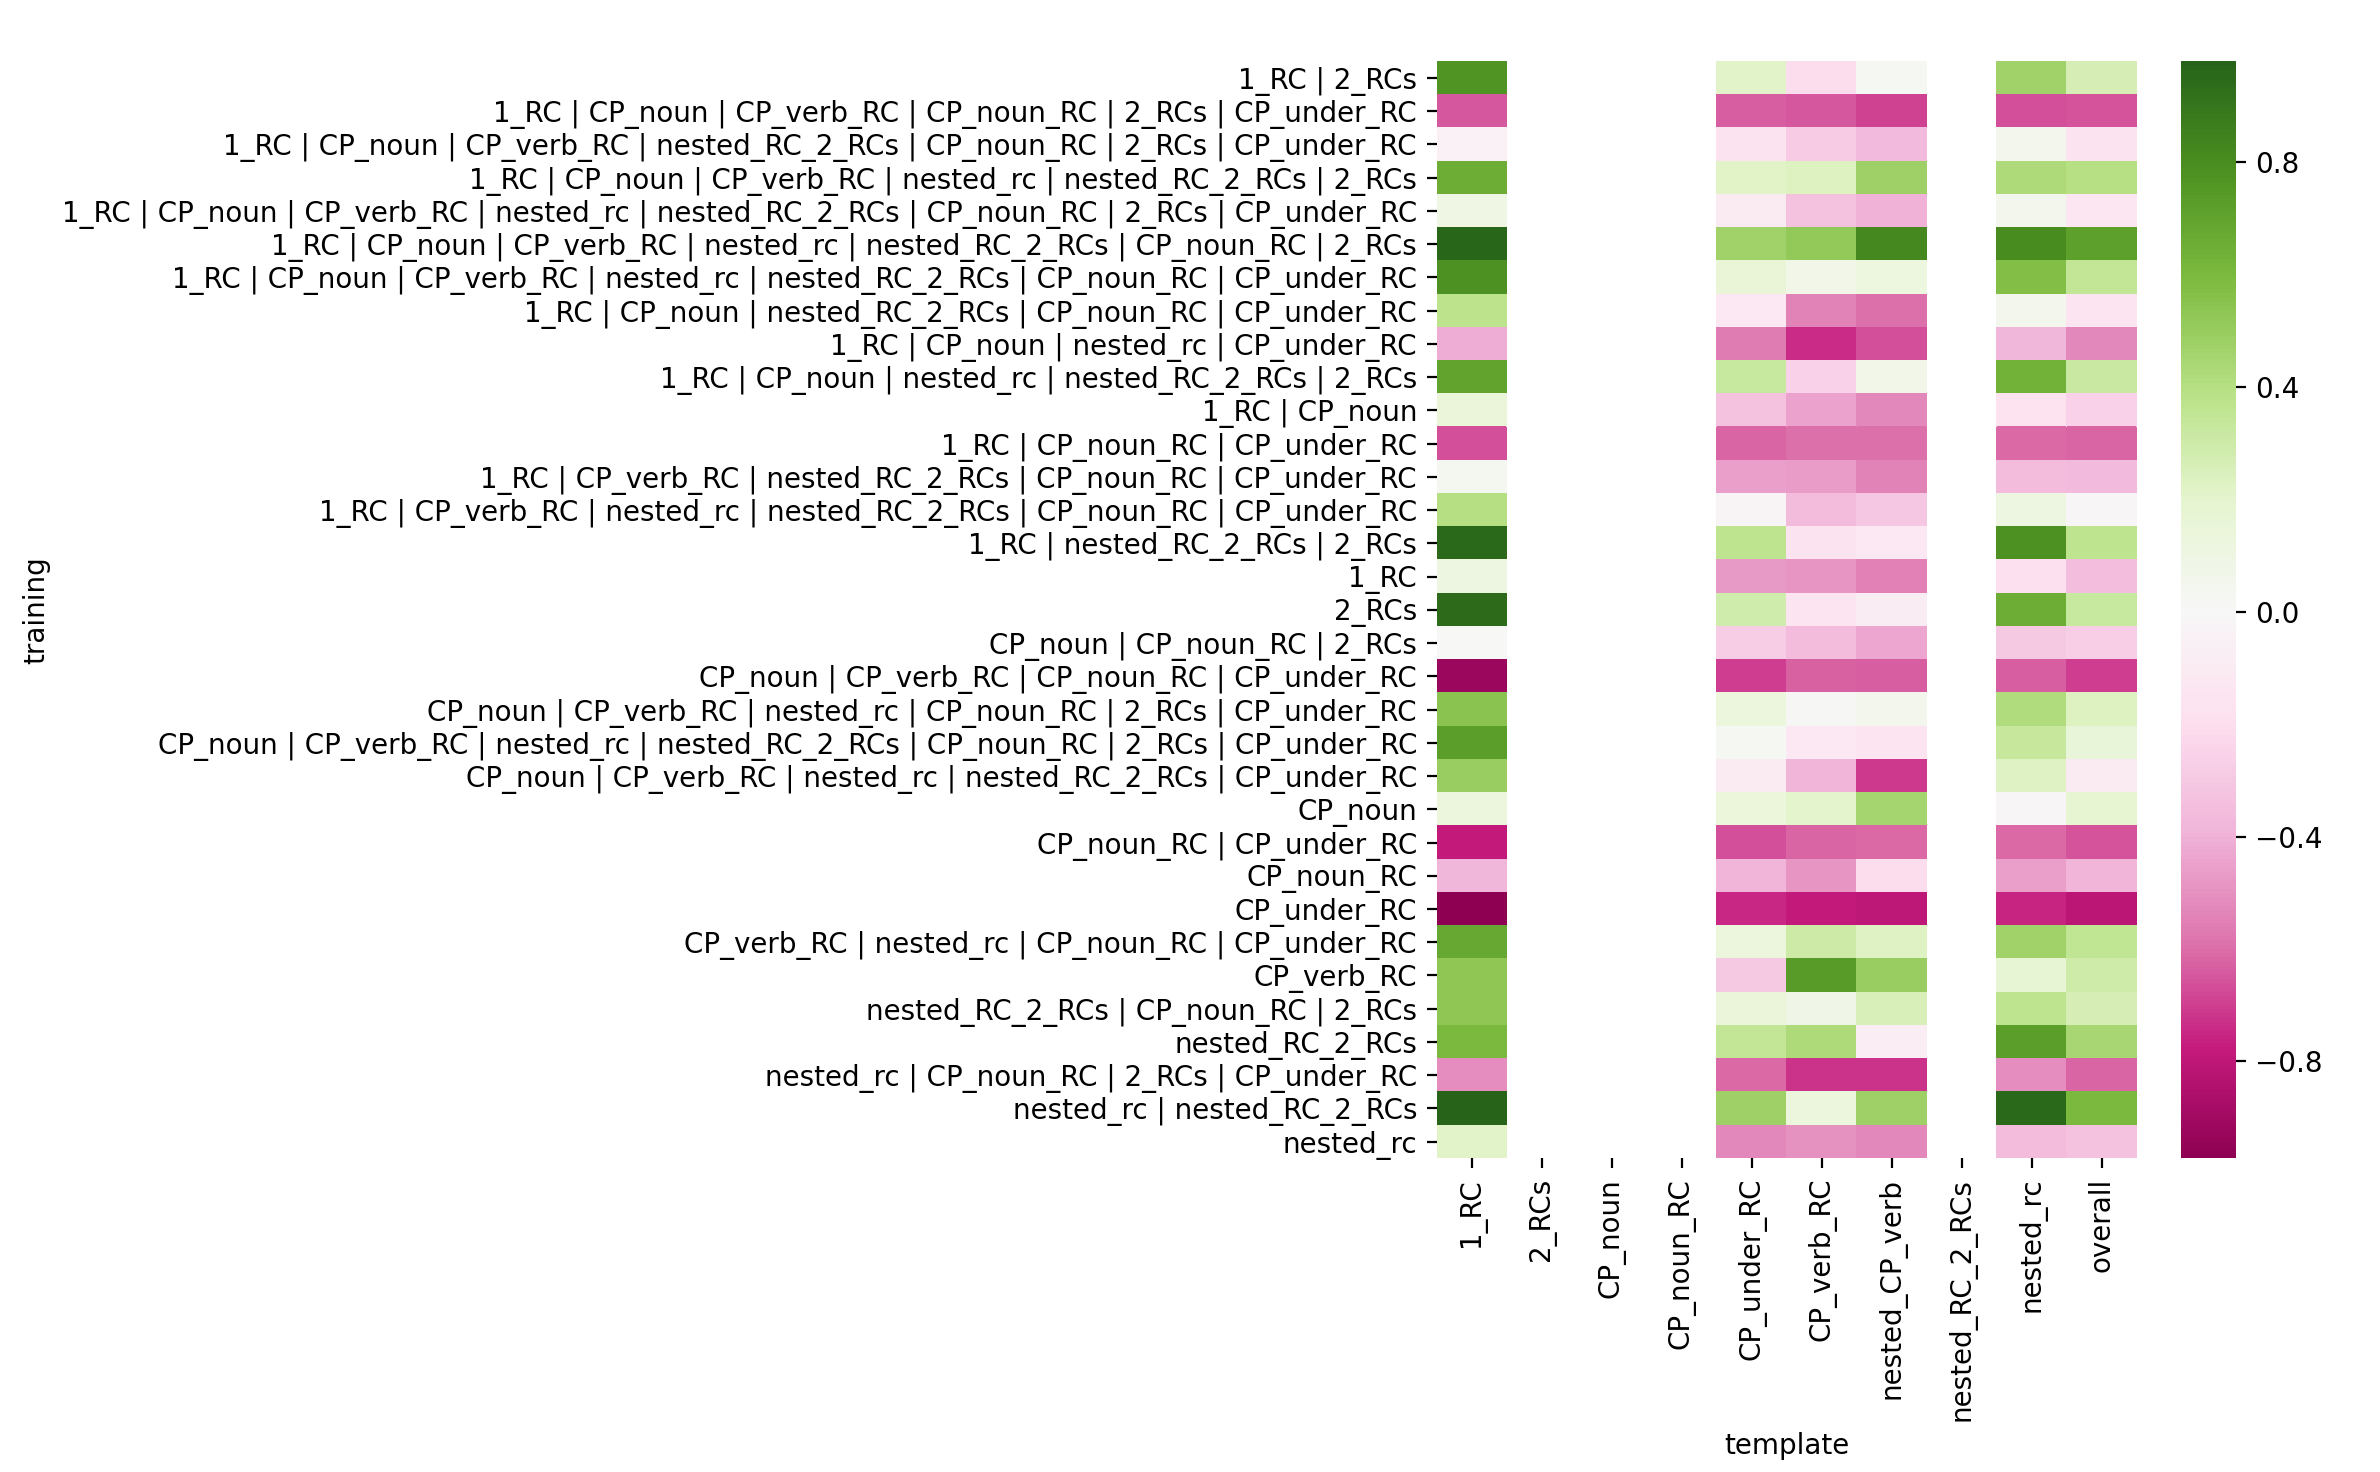 1_RC | 2_RCs
1_RC | CP_noun | CP_verb_RC | CP_noun_RC | 2_RCs | CP_under_RC
1_RC | CP_noun | CP_verb_RC | nested_RC_2_RCs | CP_noun_RC | 2_RCs | CP_under_RC
1_RC | CP_noun | CP_verb_RC | nested_rc | nested_RC_2_RCs | 2_RCs
1_RC | CP_noun | CP_verb_RC | nested_rc | nested_RC_2_RCs | CP_noun_RC | 2_RCs | CP_under_RC
1_RC | CP_noun | CP_verb_RC | nested_rc | nested_RC_2_RCs | CP_noun_RC | 2_RCs
1_RC | CP_noun | CP_verb_RC | nested_rc | nested_RC_2_RCs | CP_noun_RC | CP_under_RC
1_RC | CP_noun | nested_RC_2_RCs | CP_noun_RC | CP_under_RC
1_RC | CP_noun | nested_rc | CP_under_RC
1_RC | CP_noun | nested_rc | nested_RC_2_RCs | 2_RCs
1_RC | CP_noun
1_RC | CP_noun_RC | CP_under_RC
1_RC | CP_verb_RC | nested_RC_2_RCs | CP_noun_RC | CP_under_RC
1_RC | CP_verb_RC | nested_rc | nested_RC_2_RCs | CP_noun_RC | CP_under_RC
1_RC | nested_RC_2_RCs | 2_RCs
1_RC
2_RCs
CP_noun | CP_noun_RC | 2_RCs
CP_noun | CP_verb_RC | CP_noun_RC | CP_under_RC
CP_noun | CP_verb_RC | nested_rc | CP_noun_RC | 2_RCs | CP_under_RC
CP_noun | CP_verb_RC | nested_rc | nested_RC_2_RCs | CP_noun_RC | 2_RCs | CP_under_RC
CP_noun | CP_verb_RC | nested_rc | nested_RC_2_RCs | CP_under_RC
CP_noun
CP_noun_RC | CP_under_RC
CP_noun_RC
CP_under_RC
CP_verb_RC | nested_rc | CP_noun_RC | CP_under_RC
CP_verb_RC
nested_RC_2_RCs | CP_noun_RC | 2_RCs
nested_RC_2_RCs
nested_rc | CP_noun_RC | 2_RCs | CP_under_RC
nested_rc | nested_RC_2_RCs
nested_rc
training
1_RC
2_RCs
CP_noun
CP_noun_RC
CP_under_RC
CP_verb_RC
nested_CP_verb
nested_RC_2_RCs
nested_rc
overall
template
0.8
0.4
0.0
−0.4
−0.8